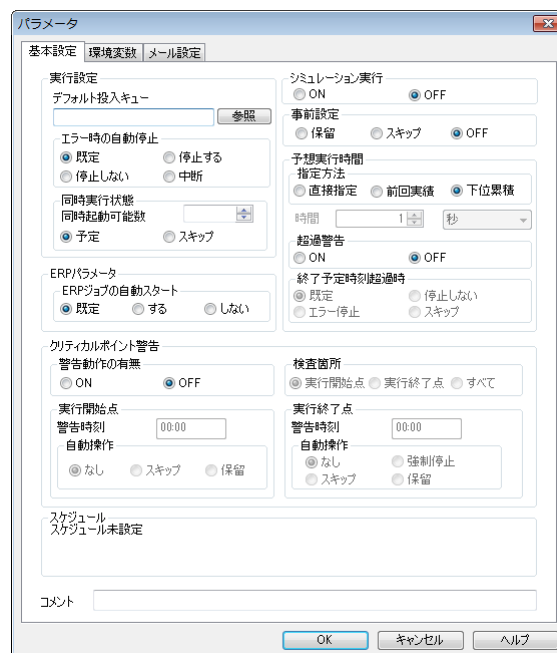 パラメータ
基本設定 環境変数 メール設定
実行設定
デフォルト投入キュー
参照
エラー時の自動停止
既定 停止する
停止しない 中断
同時実行状態
同時起動可能数
予定 スキップ
ERPパラメータ
ERPジョブの自動スタート
既定 する しない
シミュレーション実行
ON OFF
事前設定
保留 スキップ OFF
予想実行時間
指定方法
直接指定 前回実績 下位累積
時間 1 秒
超過警告
ON OFF
終了予定時刻超過時
既定 停止しない
エラー停止 スキップ
クリティカルポイント警告
警告動作の有無
ON OFF
検査箇所
実行開始点 実行終了点 すべて
実行開始点
警告時刻 00:00
自動操作
なし スキップ 保留
実行終了点
警告時刻 00:00
自動操作
なし 強制停止
スキップ 保留
スケジュール
スケジュール未設定
コメント
OK キャンセル ヘルプ